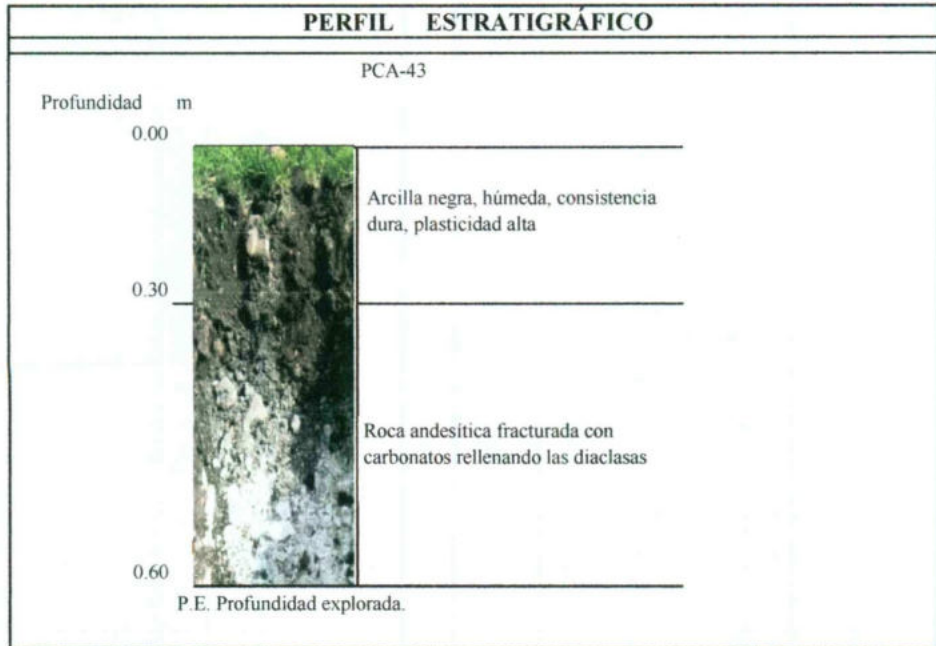 PERFIL ESTRATIGRÁFICO
PCA-43
Profundidad m
0.00
Arcilla negra, húmeda, consistencia
dura, plasticidad alta
0.30
Roca andesítica fracturada con
carbonatos rellenando las diaclasas
0.60
P.E. Profundidad explorada.